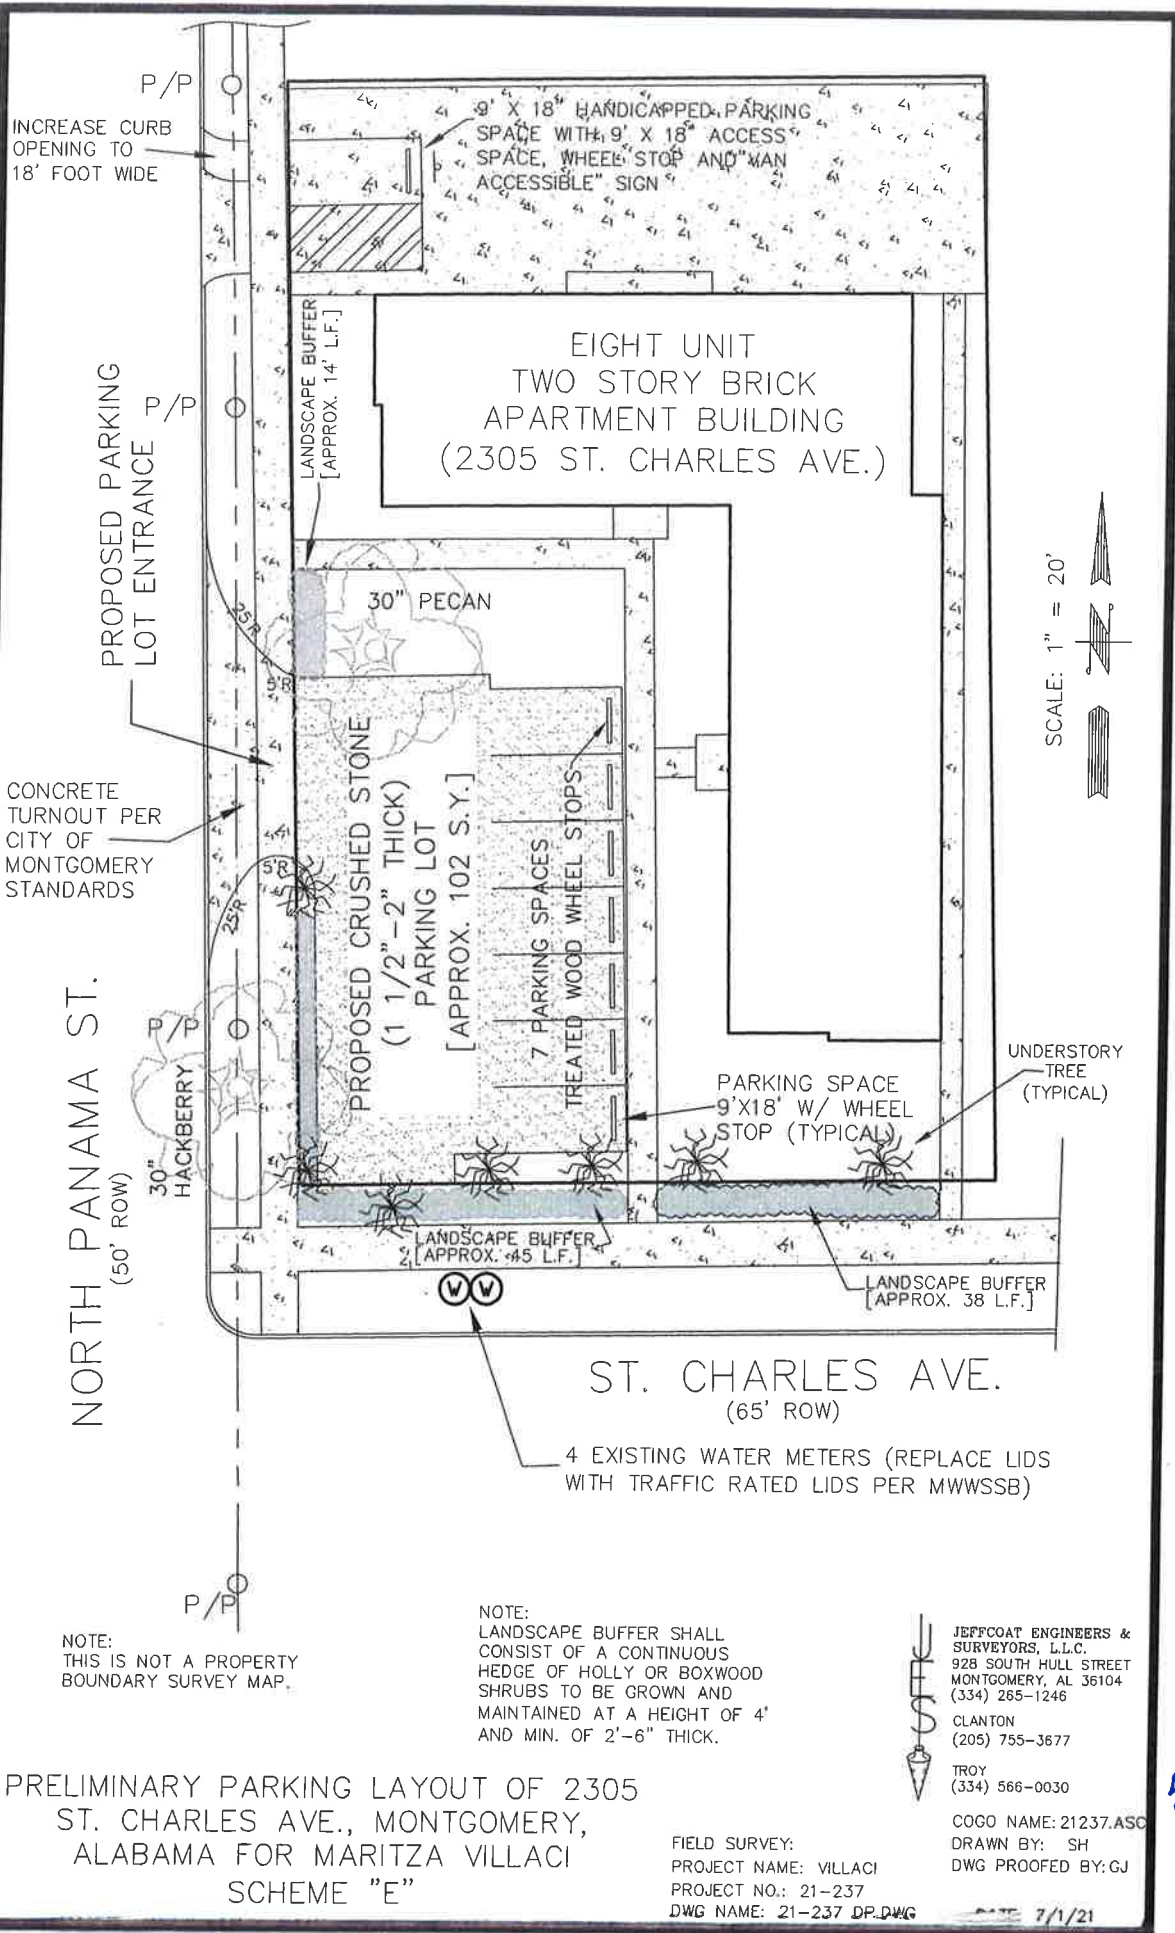 P/P
INCREASE CURB
OPENING TO
18' FOOT WIDE
9' X 18" HANDICAPPED PARKING
SPACE WITH 9' X 18" ACCESS
SPACE, WHEEL STOP AND "MAN
ACCESSIBLE" SIGN
LANDSCAPE BUFFER
[APPROX. 14' L.F.]
EIGHT UNIT
TWO STORY BRICK
APARTMENT BUILDING
(2305 ST. CHARLES AVE.)
P/P
PROPOSED PARKING
LOT ENTRANCE
25'R
5'R
30" PECAN
SCALE: 1" = 20'
N
CONCRETE
TURNOUT PER
CITY OF
MONTGOMERY
STANDARDS
5'R
25'R
PROPOSED CRUSHED STONE
(1 1/2"-2" THICK)
PARKING LOT
[APPROX. 102 S.Y.]
7 PARKING SPACES
TREATED WOOD WHEEL STOPS
NORTH PANAMA ST.
(50' ROW)
P/P
30"
HACKBERRY
PARKING SPACE
9'X18' W/ WHEEL
STOP (TYPICAL)
UNDERSTORY
TREE
(TYPICAL)
LANDSCAPE BUFFER
[APPROX. 45 L.F.]
LANDSCAPE BUFFER
[APPROX. 38 L.F.]
W W
ST. CHARLES AVE.
(65' ROW)
4 EXISTING WATER METERS (REPLACE LIDS
WITH TRAFFIC RATED LIDS PER MWWSSB)
P/P
NOTE:
THIS IS NOT A PROPERTY
BOUNDARY SURVEY MAP.
NOTE:
LANDSCAPE BUFFER SHALL
CONSIST OF A CONTINUOUS
HEDGE OF HOLLY OR BOXWOOD
SHRUBS TO BE GROWN AND
MAINTAINED AT A HEIGHT OF 4'
AND MIN. OF 2'-6" THICK.
JES
JEFFCOAT ENGINEERS &
SURVEYORS, L.L.C.
928 SOUTH HULL STREET
MONTGOMERY, AL 36104
(334) 265-1246
CLANTON
(205) 755-3677
TROY
(334) 566-0030
PRELIMINARY PARKING LAYOUT OF 2305
ST. CHARLES AVE., MONTGOMERY,
ALABAMA FOR MARITZA VILLACI
SCHEME "E"
FIELD SURVEY:
PROJECT NAME: VILLACI
PROJECT NO.: 21-237
DWG NAME: 21-237 DP.DWG
COGO NAME: 21237.ASC
DRAWN BY: SH
DWG PROOFED BY: GJ
DATE 7/1/21